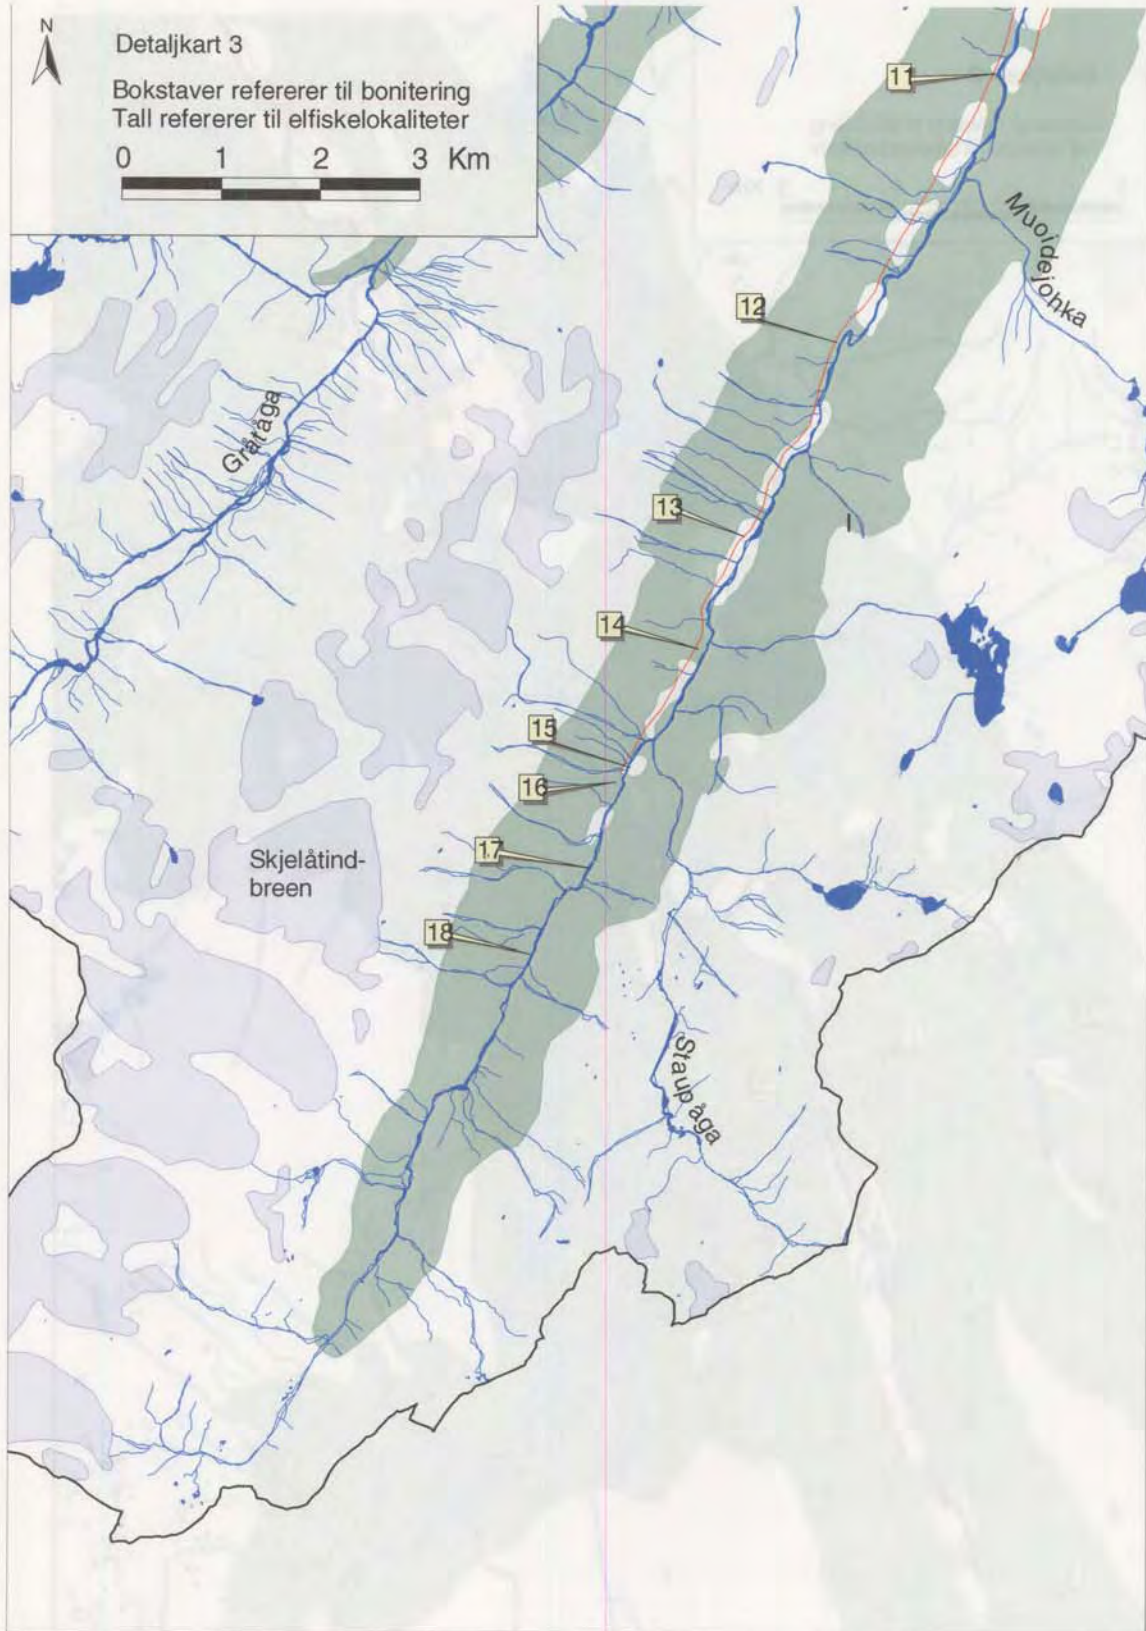 N
Detaljkart 3
Bokstaver refererer til bonitering
Tall refererer til elfiskelokaliteter
0 1 2 3 Km
11
Muoidejohka
12
Gråtåga
13
I
14
15
16
17
Skjelåtind-
breen
18
Staupåga